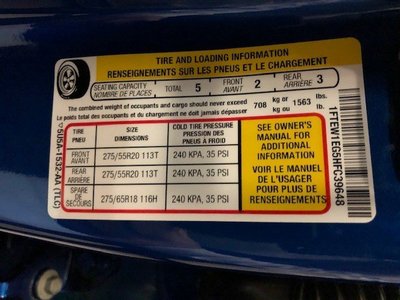 TIRE AND LOADING INFORMATION
RENSEIGNEMENTS SUR LES PNEUS ET LE CHARGEMENT
SEATING CAPACITY TOTAL 5 FRONT 2 REAR 3
NOMBRE DE PLACES AVANT ARRIÈRE
The combined weight of occupants and cargo should never exceed 708 kg or 1563 lbs.
Le poids total des occupants et du chargement ne doit jamais dépasser kg ou lb.
TIRE SIZE COLD TIRE PRESSURE
PNEU DIMENSIONS PRESSION DES PNEUS À FROID
FRONT AVANT 275/55R20 113T 240 KPA, 35 PSI
REAR ARRIÈRE 275/55R20 113T 240 KPA, 35 PSI
SPARE DE SECOURS 275/65R18 116H 240 KPA, 35 PSI
SEE OWNER'S
MANUAL FOR
ADDITIONAL
INFORMATION
VOIR LE MANUEL
DE L'USAGER
POUR PLUS DE
RENSEIGNEMENTS
1FTEW1EG5HFC39648